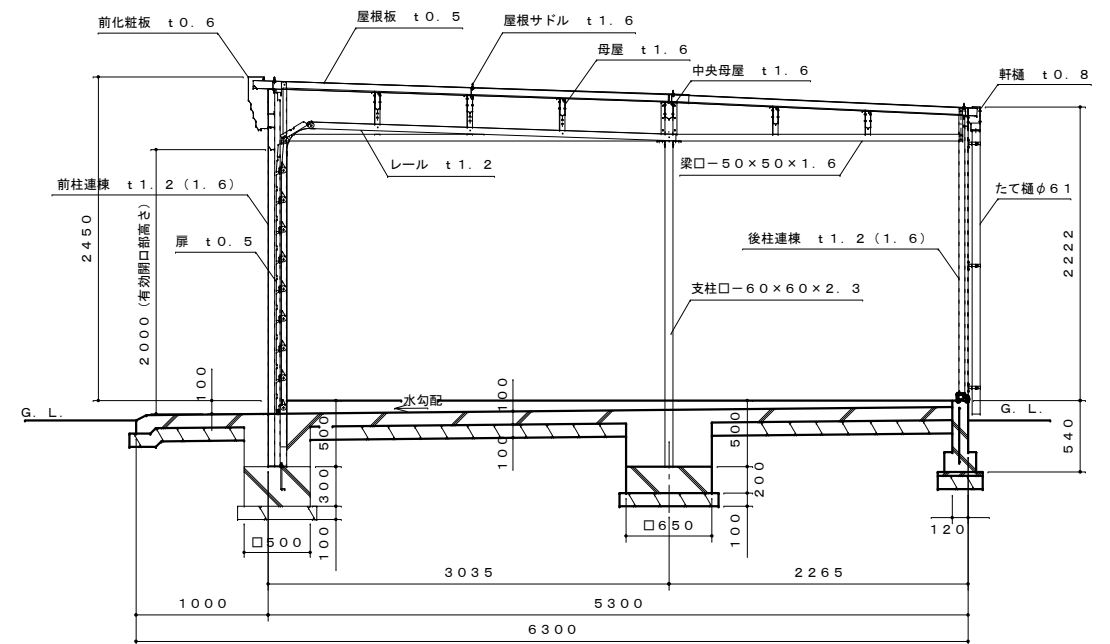 前化粧板 t0.6
屋根板 t0.5
屋根サドル t1.6
母屋 t1.6
中央母屋 t1.6
軒樋 t0.8
レール t1.2
梁口−50×50×1.6
前柱連棟 t1.2(1.6)
たて樋φ61
扉 t0.5
後柱連棟 t1.2(1.6)
支柱口−60×60×2.3
2450
2000(有効開口部高さ)
2222
100
水勾配
100
G.L.
G.L.
500
100
500
540
300
200
100
100
□500
□650
120
3035
2265
1000
5300
6300